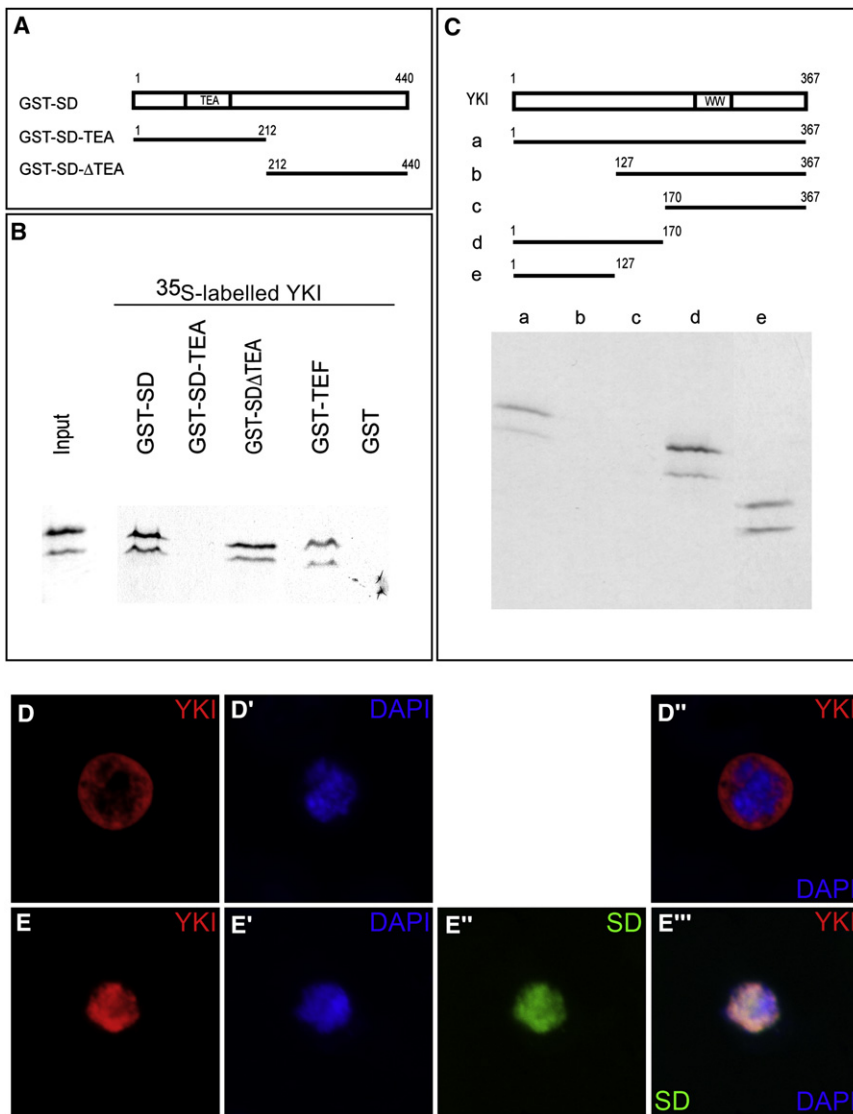 A
1 440
GST-SD TEA
GST-SD-TEA 1 212
GST-SD-ΔTEA 212 440
B
35S-labelled YKI
Input
GST-SD
GST-SD-TEA
GST-SDΔTEA
GST-TEF
GST
C
1 367
YKI WW
a 1 367
b 127 367
c 170 367
d 1 170
e 1 127
a b c d e
D YKI
D' DAPI
D'' YKI
DAPI
E YKI
E' DAPI
E'' SD
E''' YKI
SD DAPI